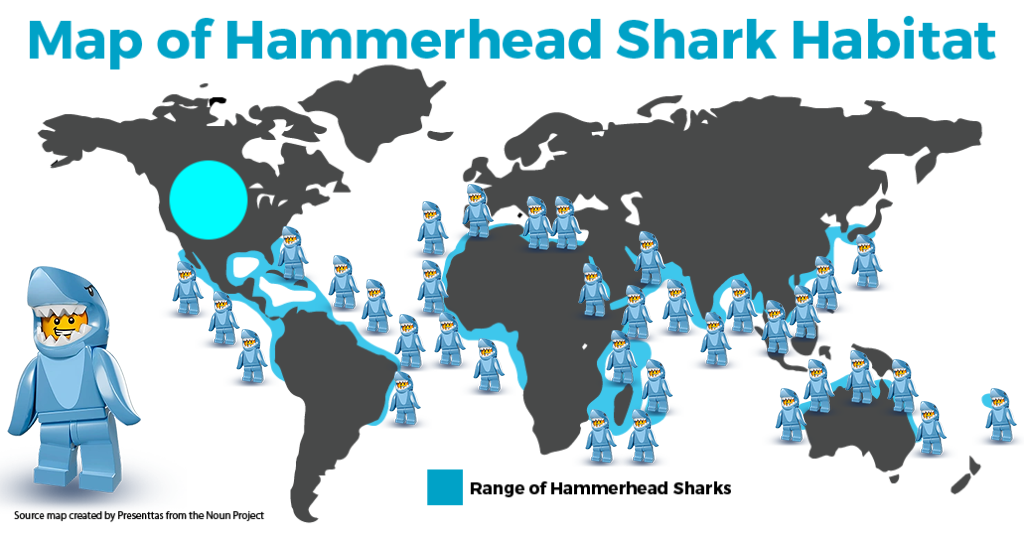 Map of Hammerhead Shark Habitat
Range of Hammerhead Sharks
Source map created by Presenttas from the Noun Project